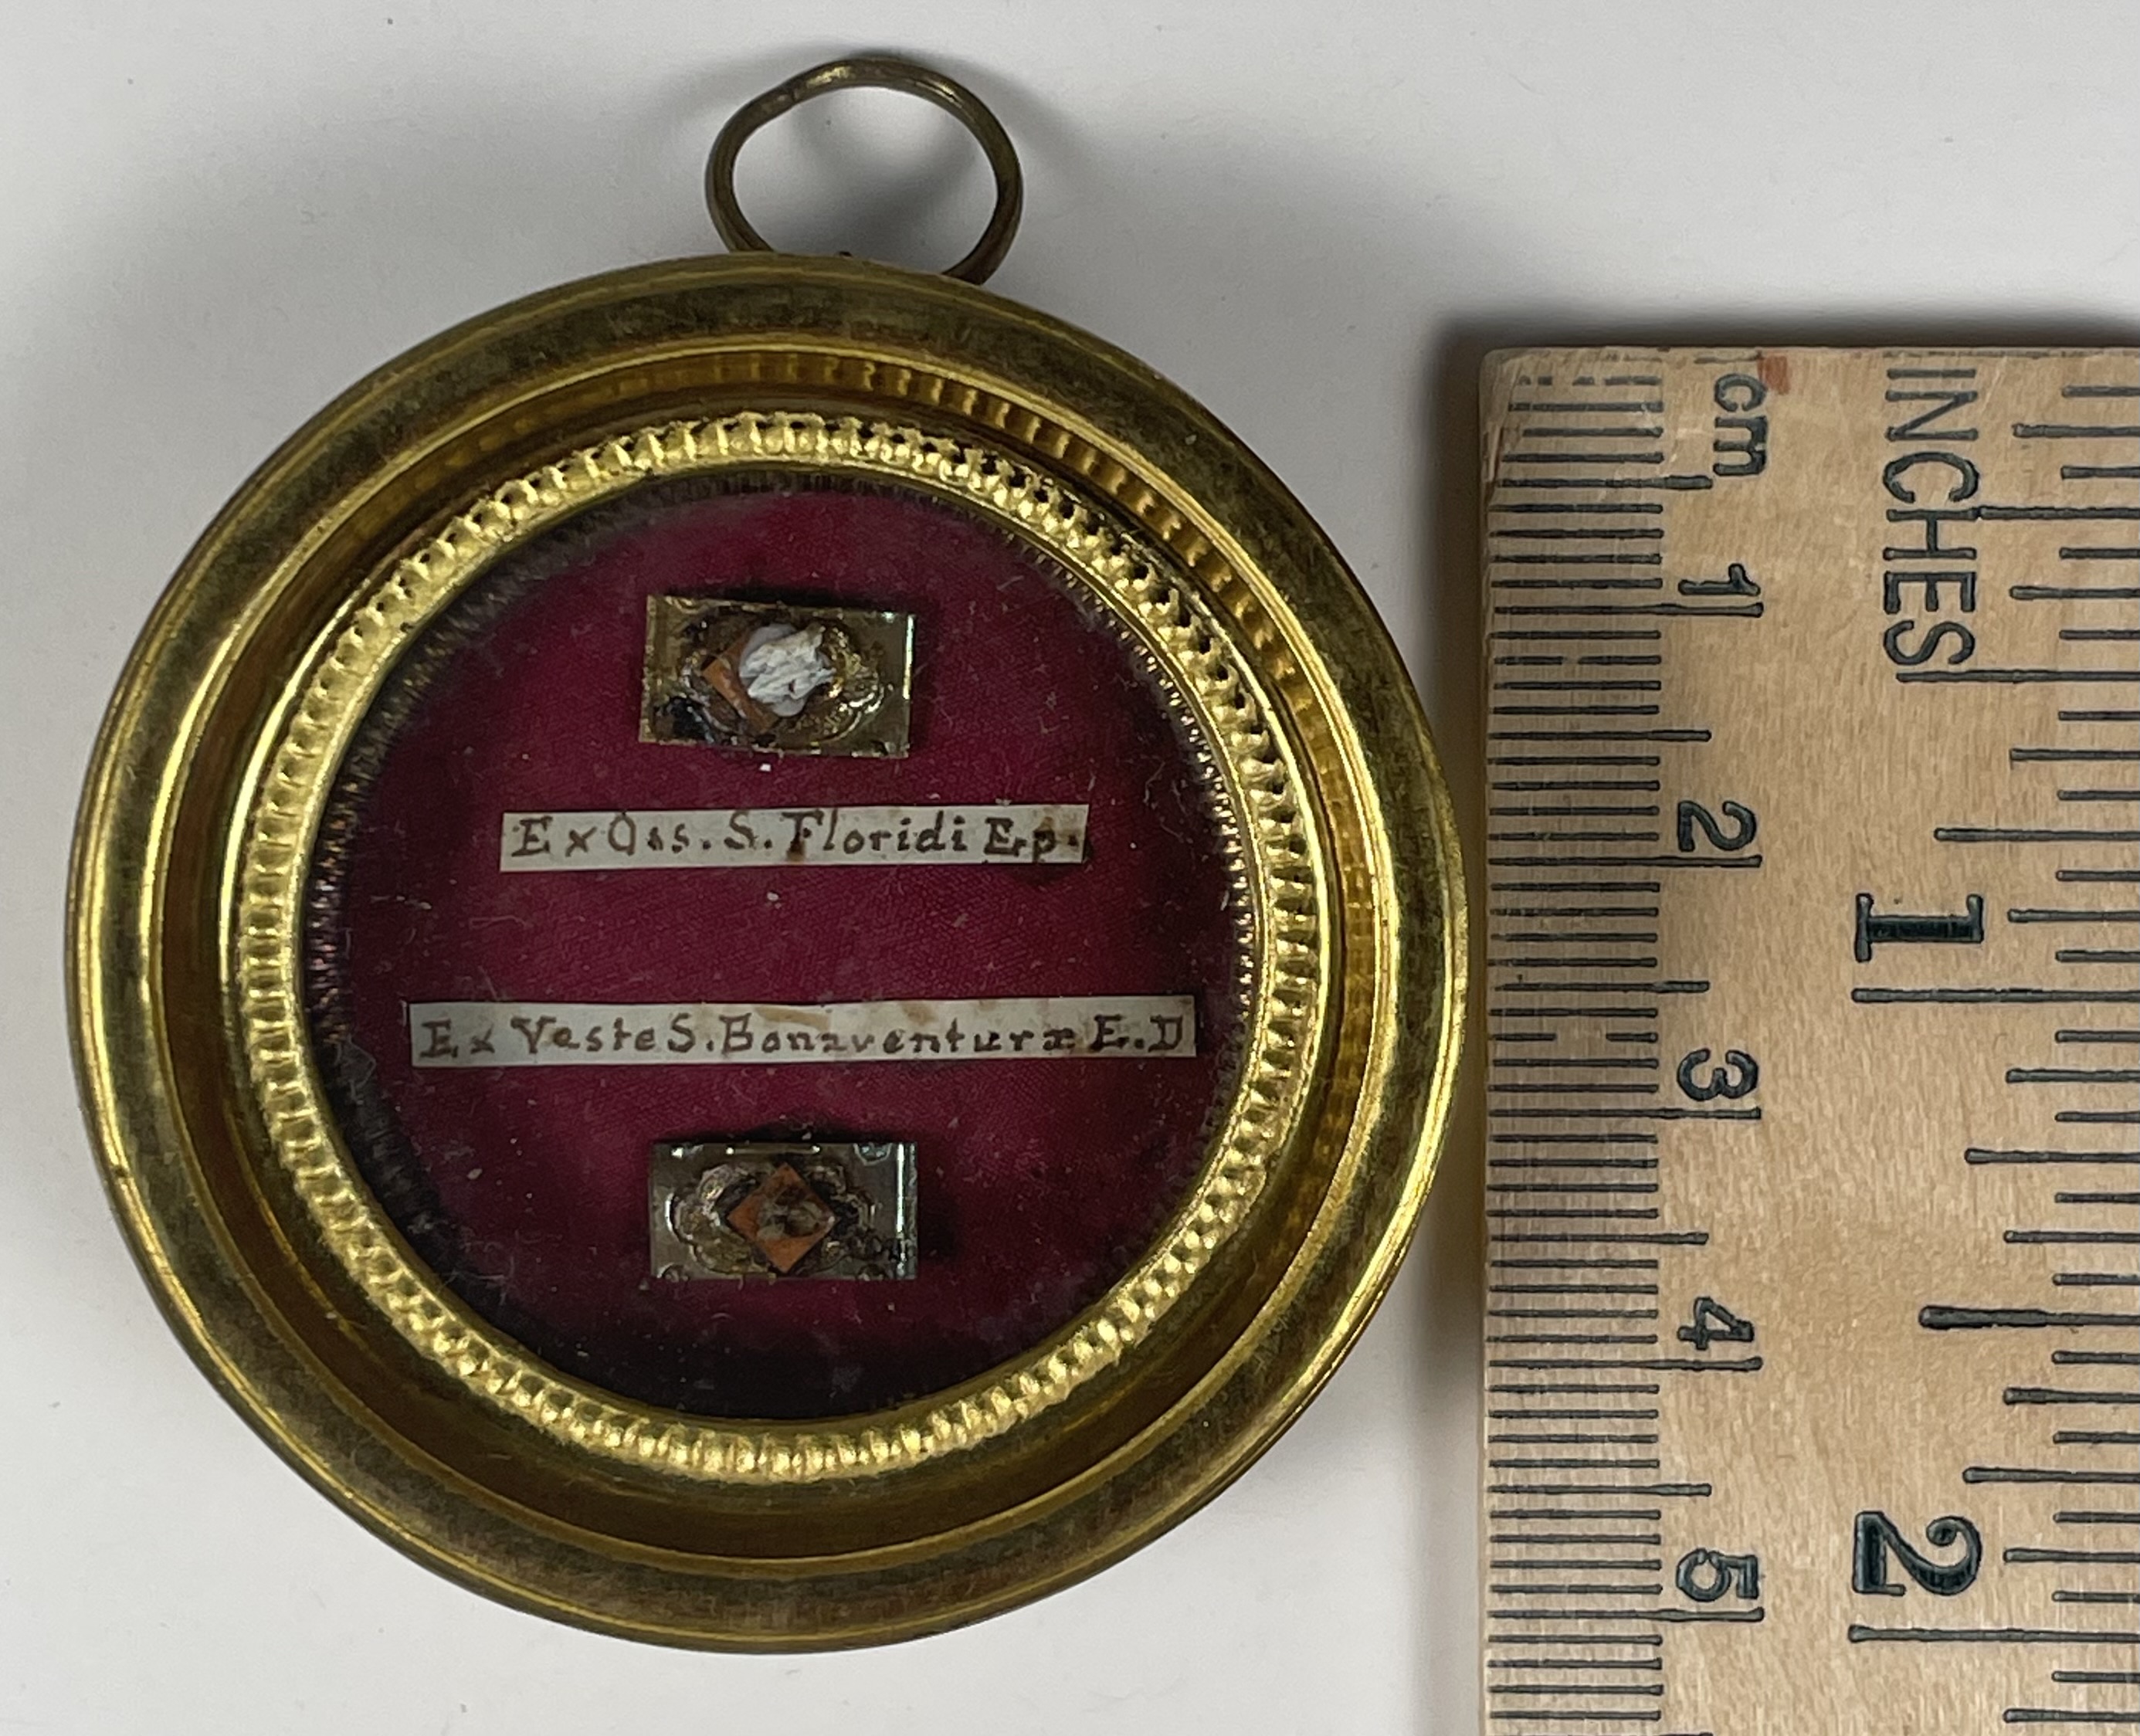 Ex Oss. S. Floridi Ep.
Ex Veste S. Bonaventuræ E.D
cm
1
2
3
4
5
INCHES
1
2